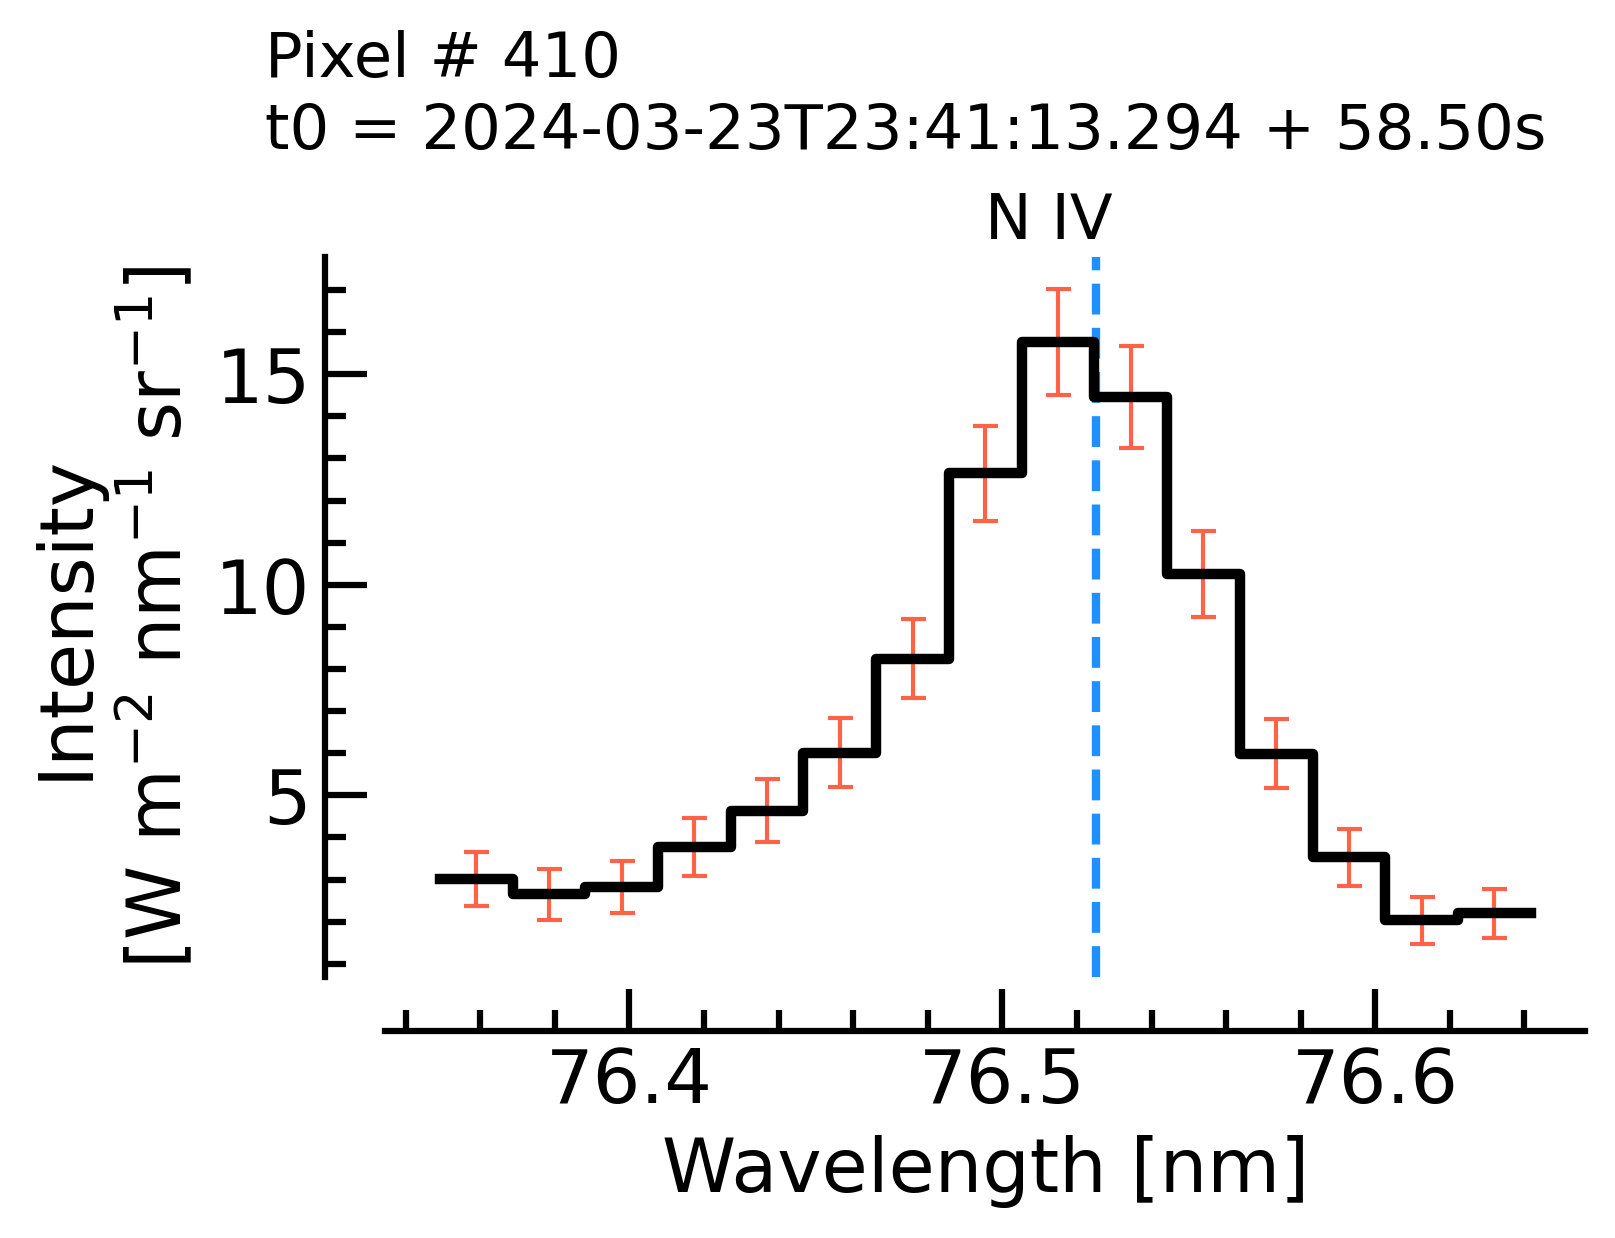 Pixel # 410
t0 = 2024-03-23T23:41:13.294 + 58.50s
N IV
Intensity
[W m⁻² nm⁻¹ sr⁻¹]
15
10
5
76.4 76.5 76.6
Wavelength [nm]